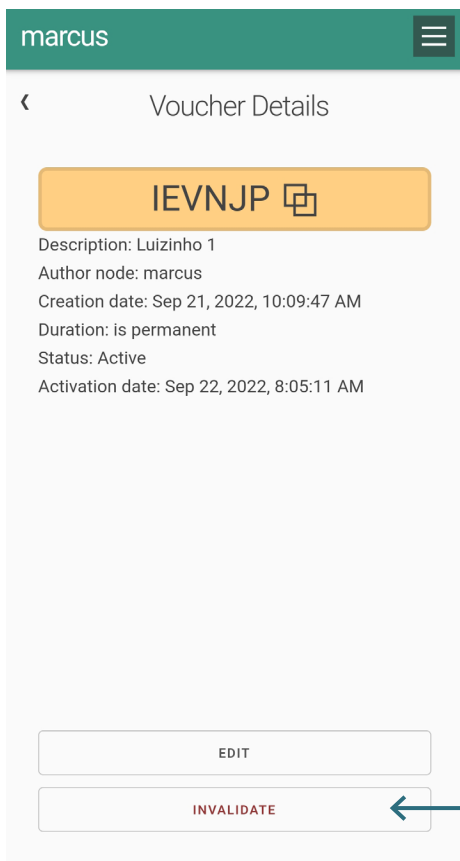 marcus
Voucher Details
IEVNJP
Description: Luizinho 1
Author node: marcus
Creation date: Sep 21, 2022, 10:09:47 AM
Duration: is permanent
Status: Active
Activation date: Sep 22, 2022, 8:05:11 AM
EDIT
INVALIDATE